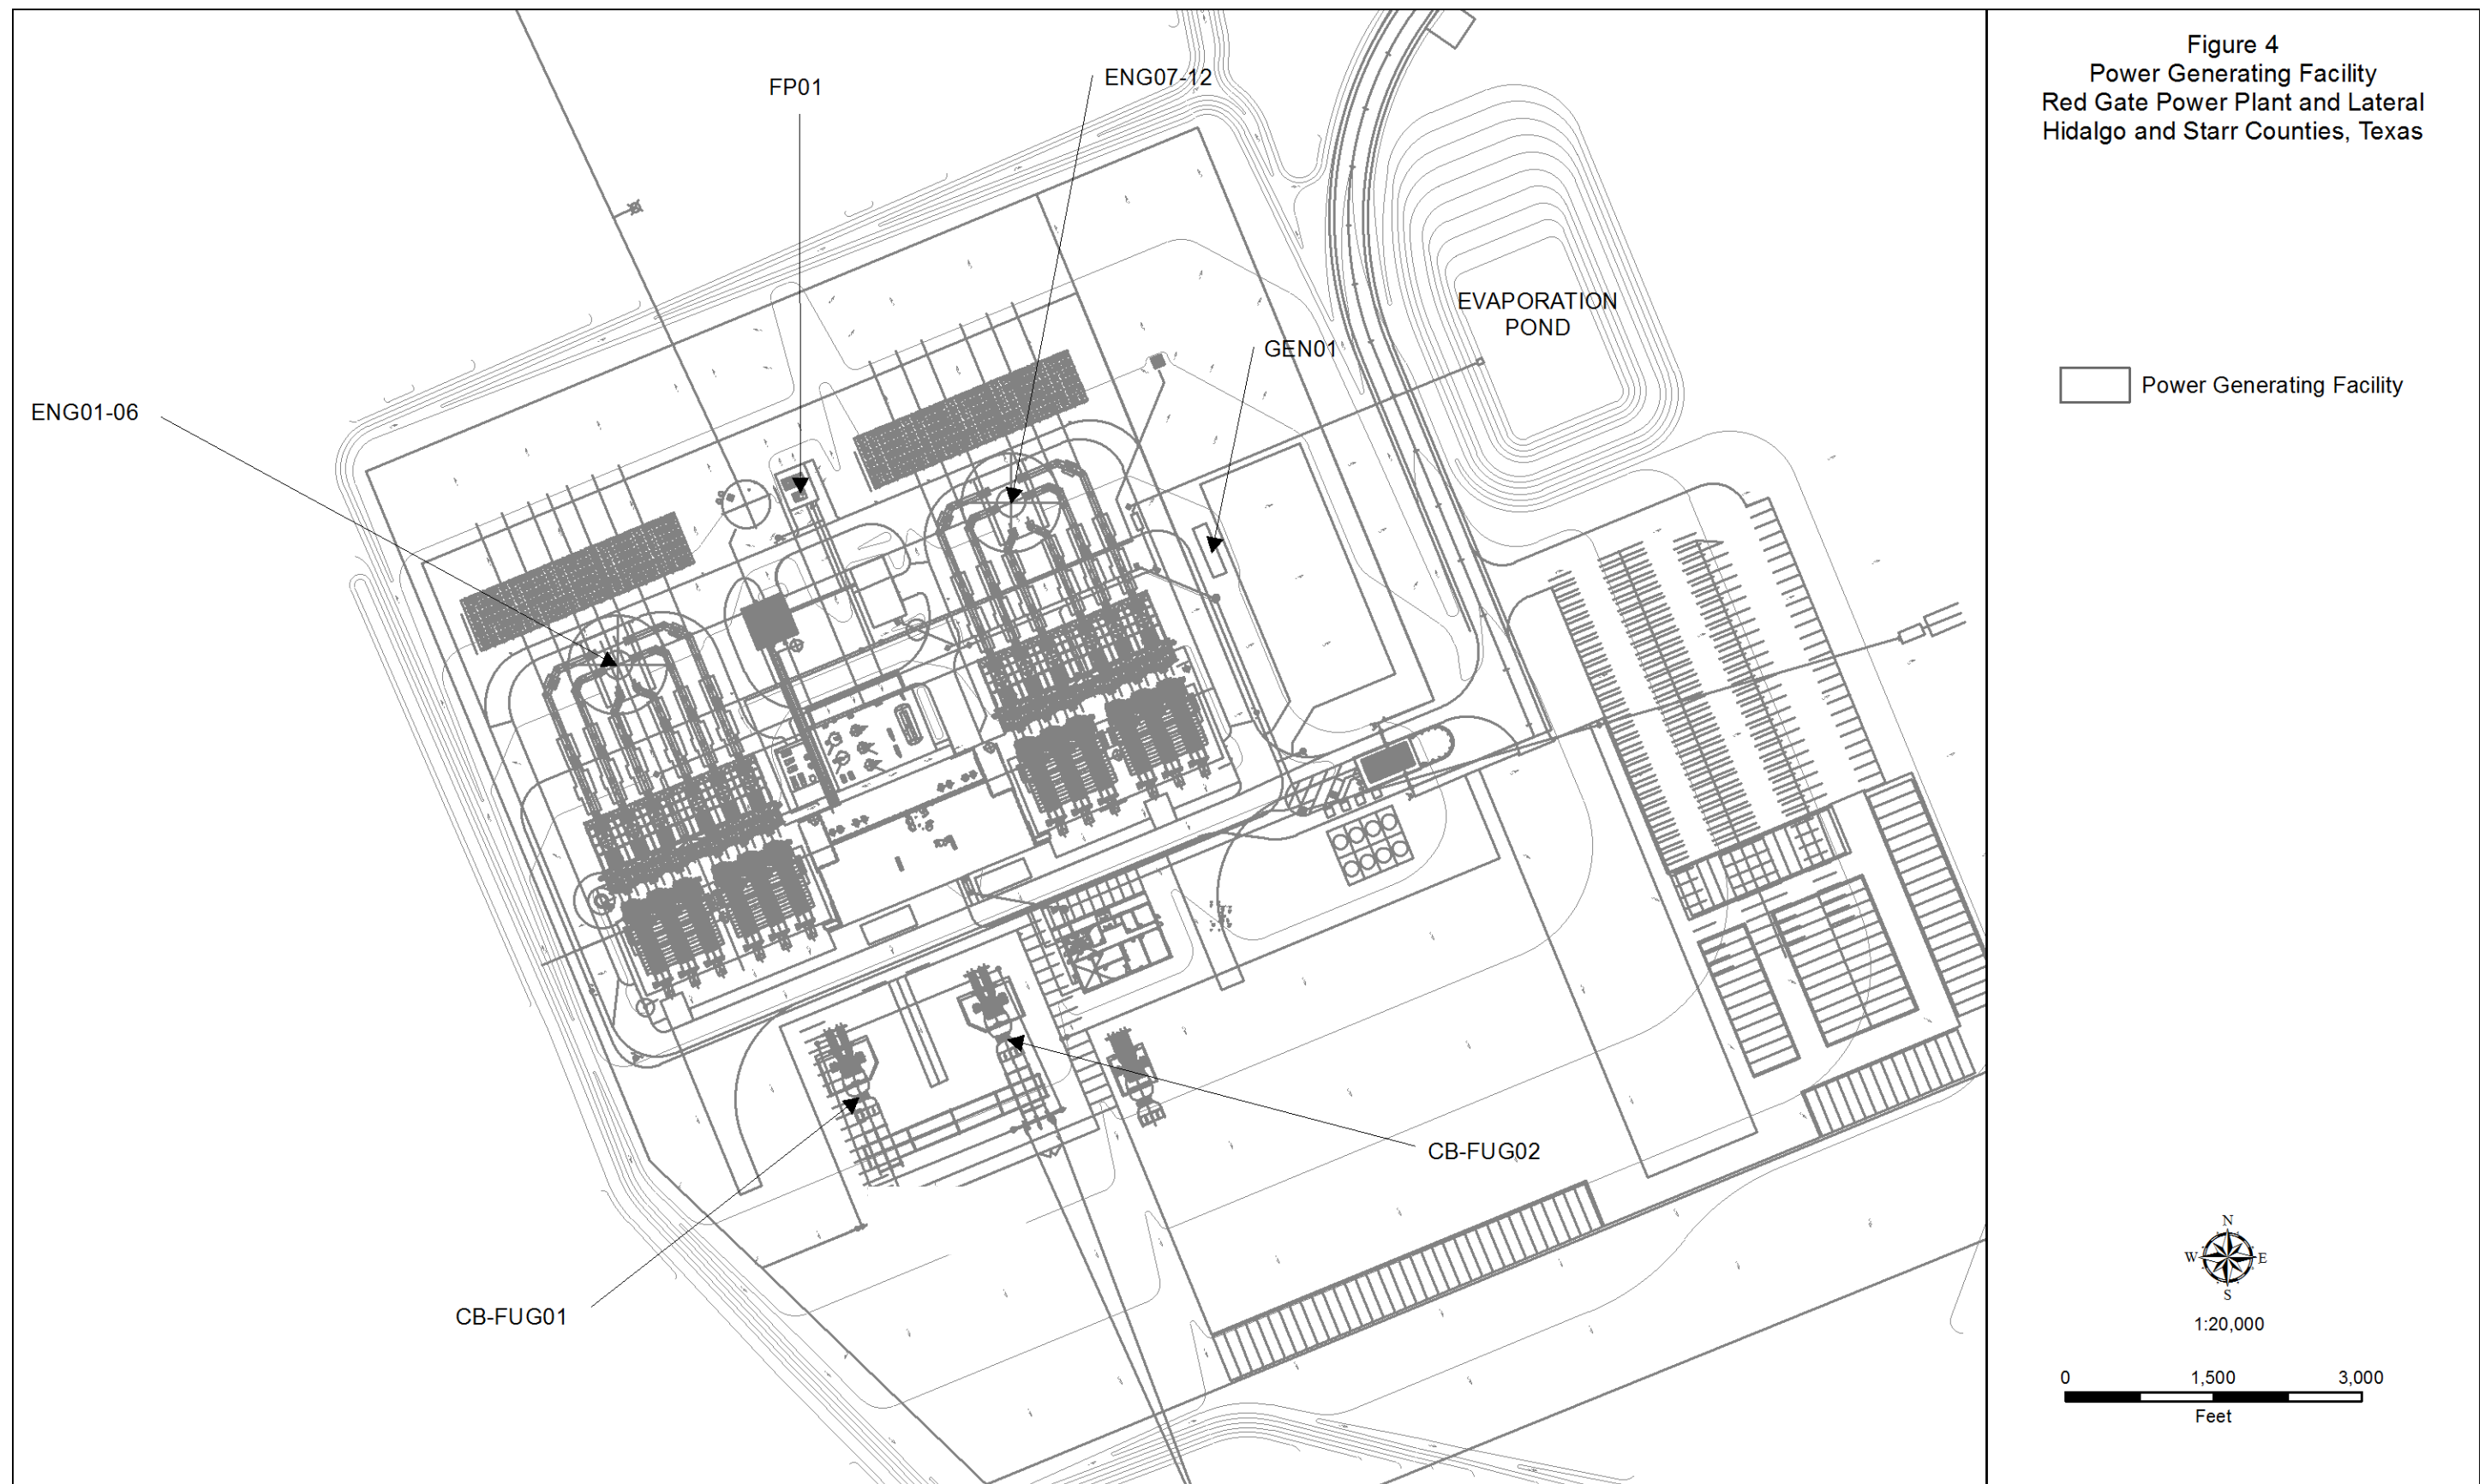 Figure 4
Power Generating Facility
Red Gate Power Plant and Lateral
Hidalgo and Starr Counties, Texas
FP01
ENG07-12
EVAPORATION
POND
GEN01
Power Generating Facility
ENG01-06
CB-FUG02
CB-FUG01
N
W E
S
1:20,000
0 1,500 3,000
Feet